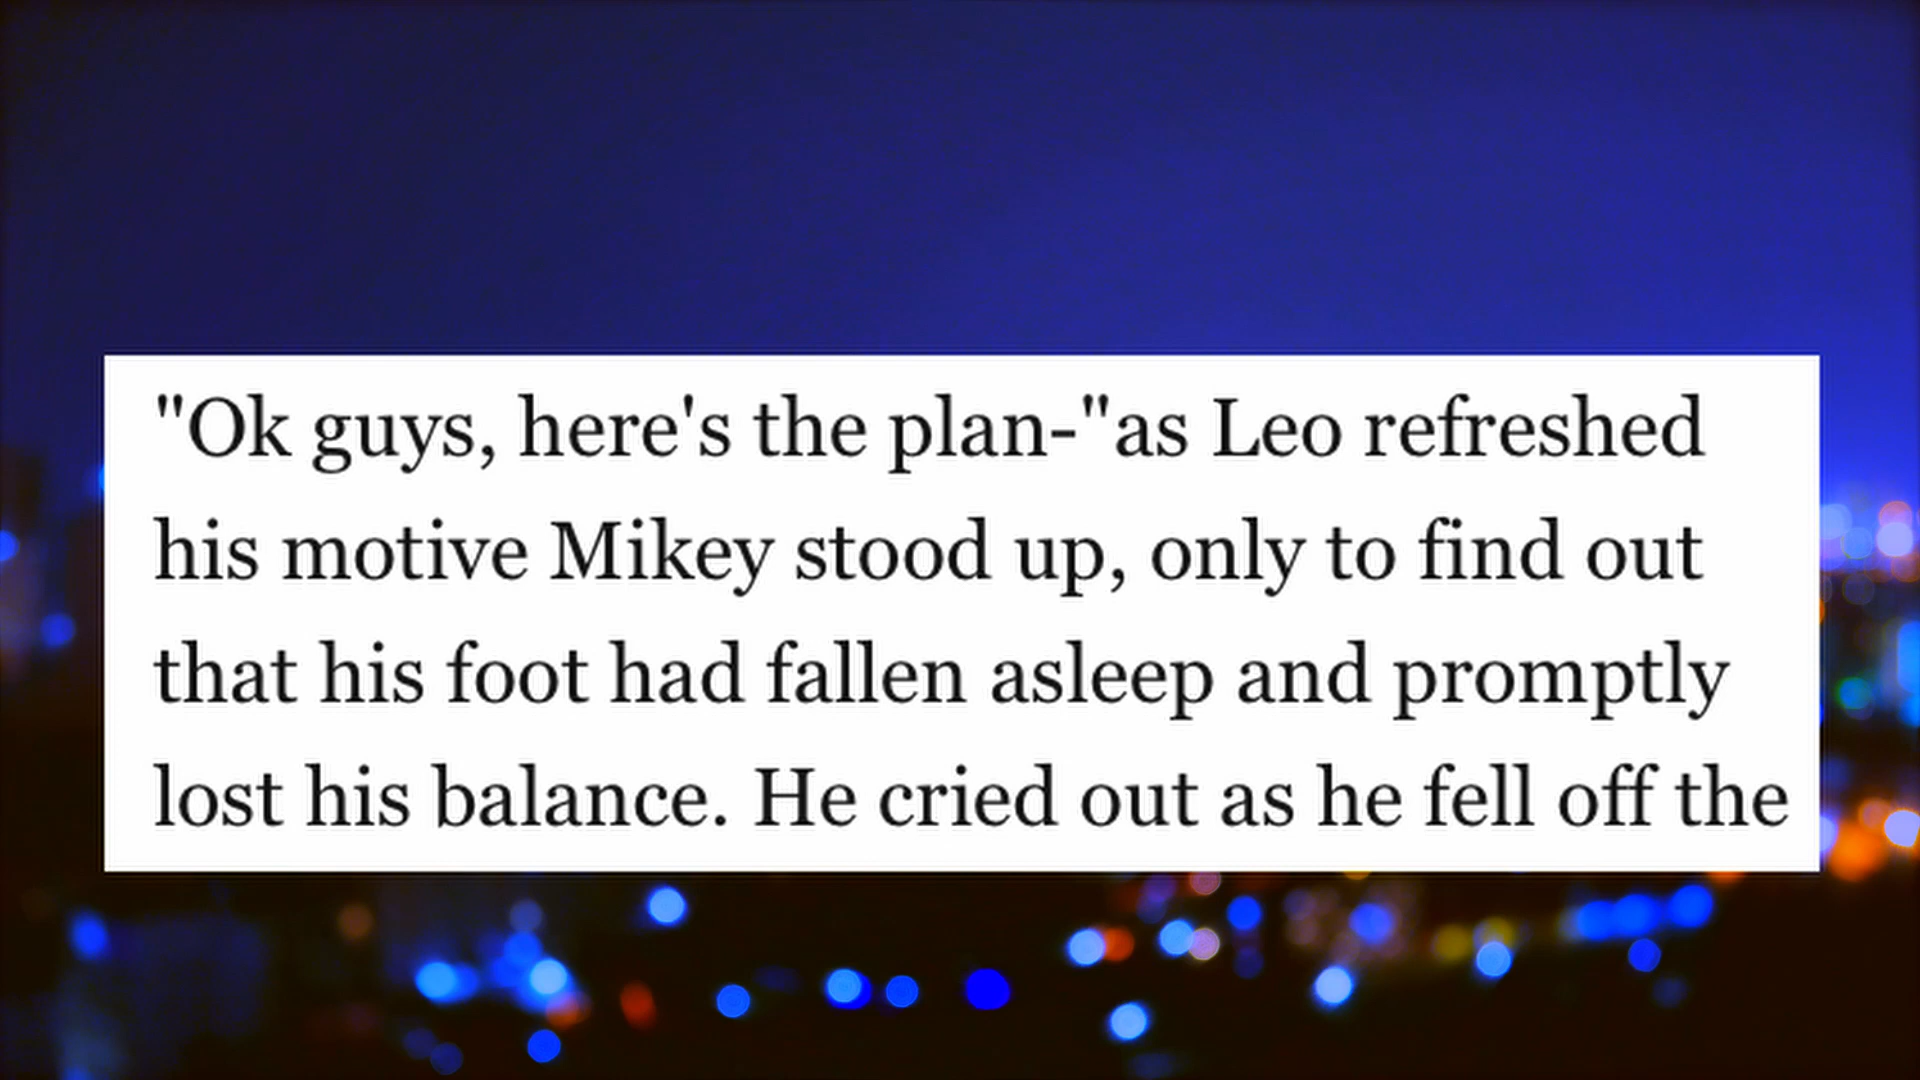 "Ok guys, here's the plan-"as Leo refreshed
his motive Mikey stood up, only to find out
that his foot had fallen asleep and promptly
lost his balance. He cried out as he fell off the